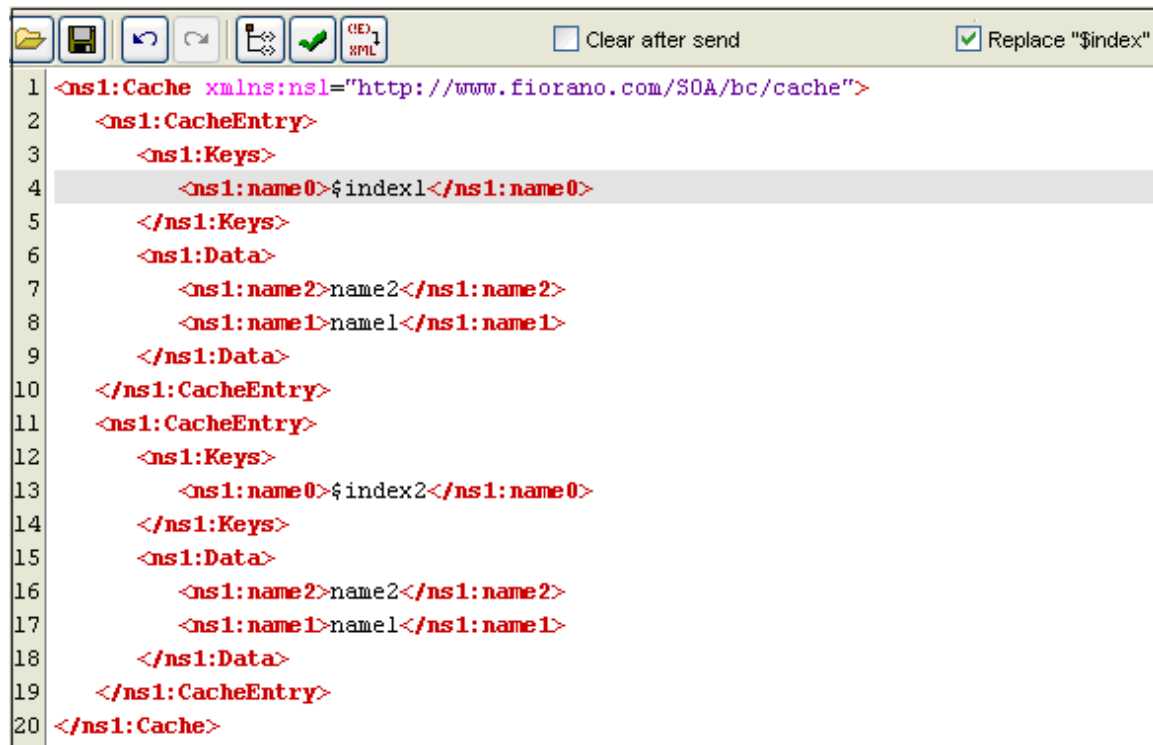 (!E) XML Clear after send Replace "$index"
1 <ns1:Cache xmlns:ns1="http://www.fiorano.com/SOA/bc/cache">
2 <ns1:CacheEntry>
3 <ns1:Keys>
4 <ns1:name0>$index1</ns1:name0>
5 </ns1:Keys>
6 <ns1:Data>
7 <ns1:name2>name2</ns1:name2>
8 <ns1:name1>name1</ns1:name1>
9 </ns1:Data>
10 </ns1:CacheEntry>
11 <ns1:CacheEntry>
12 <ns1:Keys>
13 <ns1:name0>$index2</ns1:name0>
14 </ns1:Keys>
15 <ns1:Data>
16 <ns1:name2>name2</ns1:name2>
17 <ns1:name1>name1</ns1:name1>
18 </ns1:Data>
19 </ns1:CacheEntry>
20 </ns1:Cache>